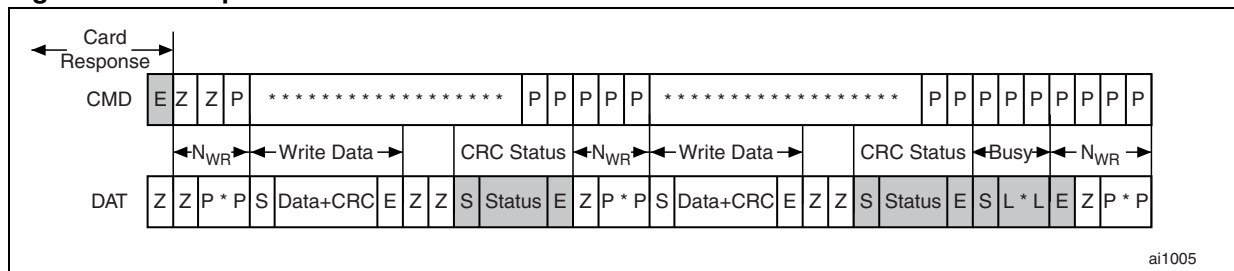 Card
Response
CMD E Z Z P * * * * * * * * * * * * * * * * * * P P P P P * * * * * * * * * * * * * * * * * * P P P P P P P P P
NWR Write Data CRC Status NWR Write Data CRC Status Busy NWR
DAT Z Z P * P S Data+CRC E Z Z S Status E Z P * P S Data+CRC E Z Z S Status E S L * L E Z P * P
ai1005